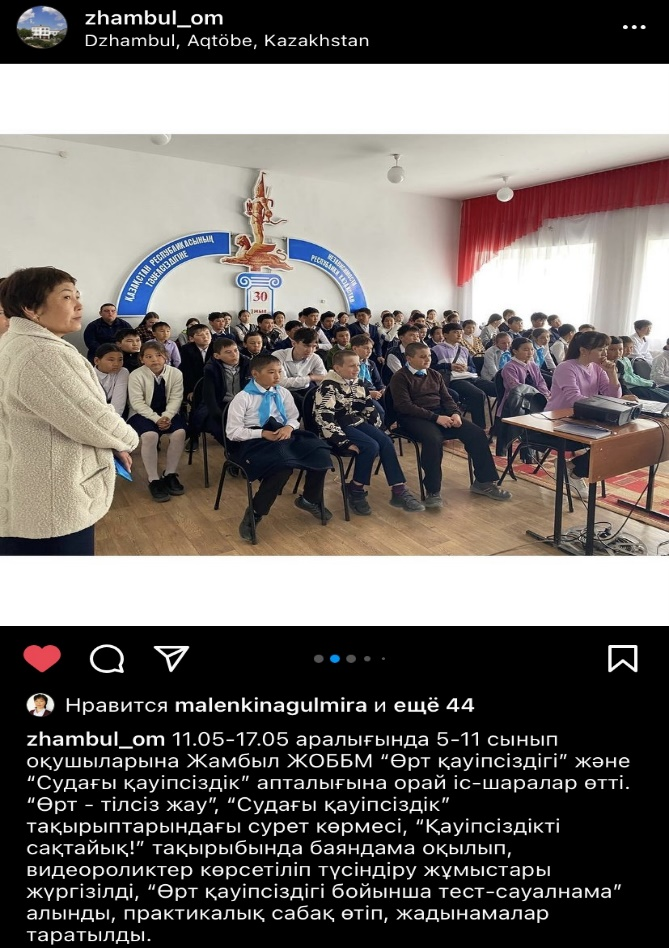 zhambul_om
Dzhambul, Aqtöbe, Kazakhstan
ҚАЗАҚСТАН РЕСПУБЛИКАСЫНЫҢ
ТӘУЕЛСІЗДІГІНЕ
НЕЗАВИСИМОСТИ
РЕСПУБЛИКИ КАЗАХСТАН
30
Нравится malenkinagulmira и ещё 44
zhambul_om 11.05-17.05 аралығында 5-11 сынып
оқушыларына Жамбыл ЖОББМ “Өрт қауіпсіздігі” және
“Судағы қауіпсіздік” апталығына орай іс-шаралар өтті.
“Өрт - тілсіз жау”, “Судағы қауіпсіздік”
тақырыптарындағы сурет көрмесі, “Қауіпсіздікті
сақтайық!” тақырыбында баяндама оқылып,
видеороликтер көрсетіліп түсіндіру жұмыстары
жүргізілді, “Өрт қауіпсіздігі бойынша тест-сауалнама”
алынды, практикалық сабақ өтіп, жадынамалар
таратылды.